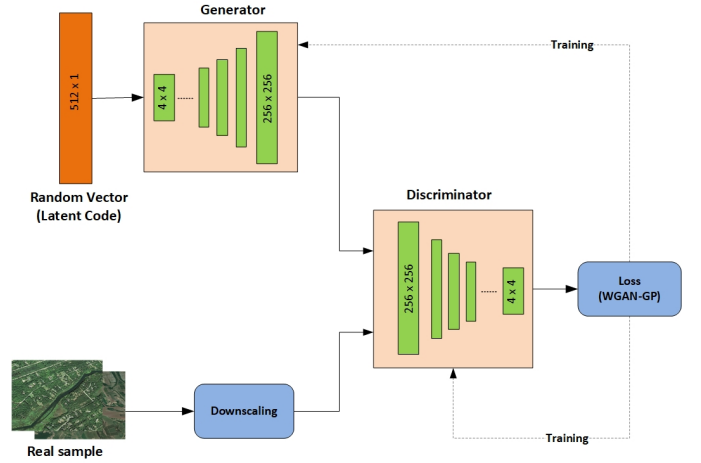 Generator
512 x 1
4 x 4
......
256 x 256
Training
Random Vector
(Latent Code)
Discriminator
256 x 256
......
4 x 4
Loss
(WGAN-GP)
Downscaling
Training
Real sample